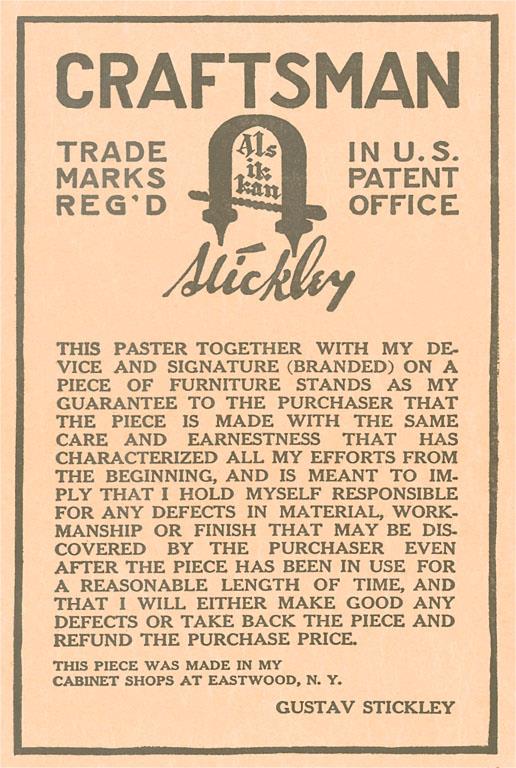 CRAFTSMAN
TRADE
MARKS
REG'D
Als
ik
kan
IN U.S.
PATENT
OFFICE
Stickley
THIS PASTER TOGETHER WITH MY DE-
VICE AND SIGNATURE (BRANDED) ON A
PIECE OF FURNITURE STANDS AS MY
GUARANTEE TO THE PURCHASER THAT
THE PIECE IS MADE WITH THE SAME
CARE AND EARNESTNESS THAT HAS
CHARACTERIZED ALL MY EFFORTS FROM
THE BEGINNING, AND IS MEANT TO IM-
PLY THAT I HOLD MYSELF RESPONSIBLE
FOR ANY DEFECTS IN MATERIAL, WORK-
MANSHIP OR FINISH THAT MAY BE DIS-
COVERED BY THE PURCHASER EVEN
AFTER THE PIECE HAS BEEN IN USE FOR
A REASONABLE LENGTH OF TIME, AND
THAT I WILL EITHER MAKE GOOD ANY
DEFECTS OR TAKE BACK THE PIECE AND
REFUND THE PURCHASE PRICE.
THIS PIECE WAS MADE IN MY
CABINET SHOPS AT EASTWOOD, N. Y.
GUSTAV STICKLEY